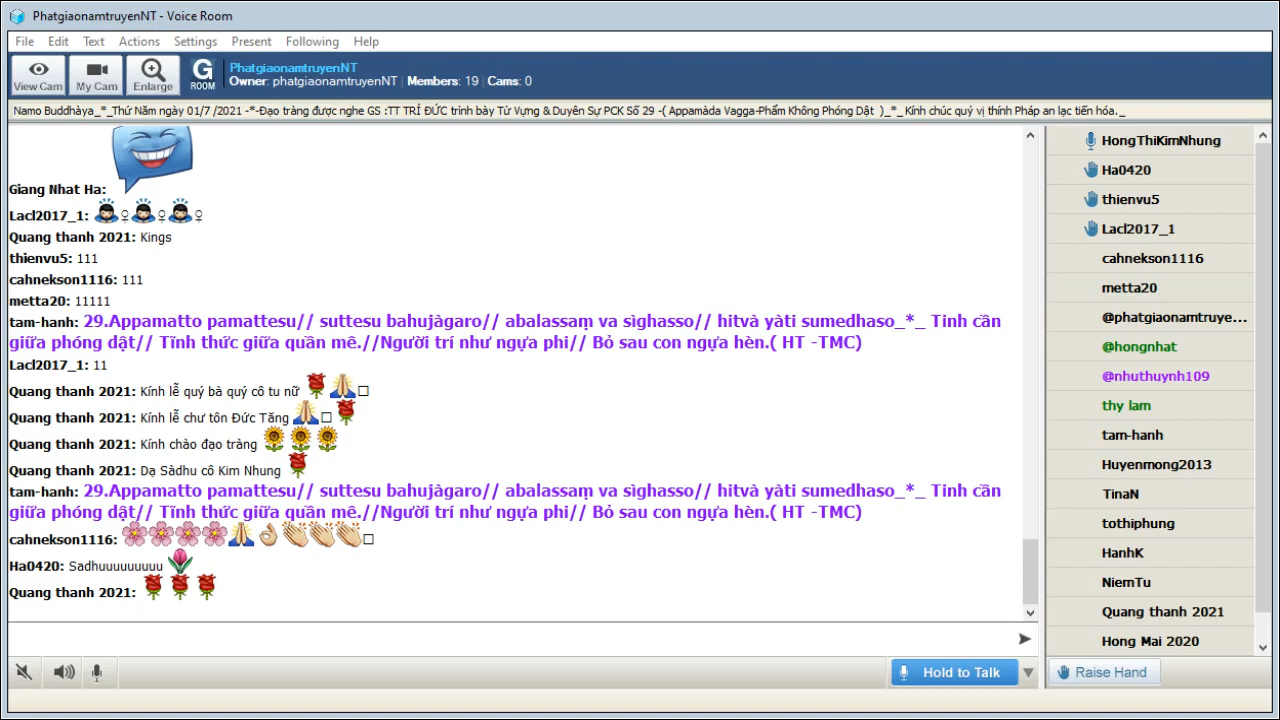 PhatgiaonamtruyenNT - Voice Room
File Edit Text Actions Settings Present Following Help
View Cam
My Cam
Enlarge
G ROOM
PhatgiaonamtruyenNT
Owner: phatgiaonamtruyenNT Members: 19 Cams: 0
Namo Buddhàya_*_Thứ Năm ngày 01/7 /2021 -*-Đạo tràng được nghe GS :TT TRÍ ĐỨC trình bày Từ Vựng & Duyên Sự PCK Số 29 -( Appamàda Vagga-Phẩm Không Phóng Dật )_*_Kính chúc quý vị thính Pháp an lạc tiến hóa._
Giang Nhat Ha:
Lacl2017_1: ♀ ♀ ♀
Quang thanh 2021: Kings
thienvu5: 111
cahnekson1116: 111
metta20: 11111
tam-hanh: 29.Appamatto pamattesu// suttesu bahujàgaro// abalassaṃ va sìghasso// hitvà yàti sumedhaso_*_ Tinh cần
giữa phóng dật// Tĩnh thức giữa quần mê.//Người trí như ngựa phi// Bỏ sau con ngựa hèn.( HT -TMC)
Lacl2017_1: 11
Quang thanh 2021: Kính lễ quý bà quý cô tu nữ
Quang thanh 2021: Kính lễ chư tôn Đức Tăng
Quang thanh 2021: Kính chào đạo tràng
Quang thanh 2021: Dạ Sàdhu cô Kim Nhung
tam-hanh: 29.Appamatto pamattesu// suttesu bahujàgaro// abalassaṃ va sìghasso// hitvà yàti sumedhaso_*_ Tinh cần
giữa phóng dật// Tĩnh thức giữa quần mê.//Người trí như ngựa phi// Bỏ sau con ngựa hèn.( HT -TMC)
cahnekson1116:
Ha0420: Sadhuuuuuuuuu
Quang thanh 2021:
Hold to Talk
HongThiKimNhung
Ha0420
thienvu5
Lacl2017_1
cahnekson1116
metta20
@phatgiaonamtruye...
@hongnhat
@nhuthuynh109
thy lam
tam-hanh
Huyenmong2013
TinaN
tothiphung
HanhK
NiemTu
Quang thanh 2021
Hong Mai 2020
Raise Hand